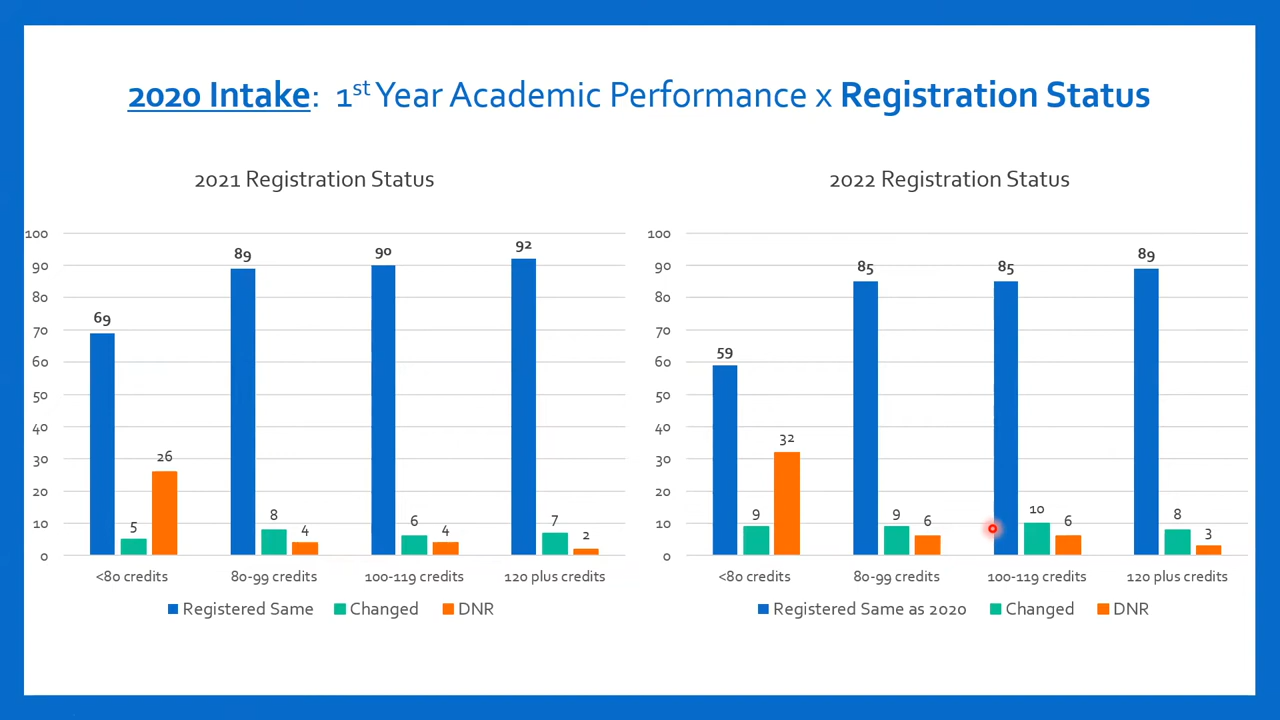 2020 Intake: 1st Year Academic Performance x Registration Status
2021 Registration Status
100
90
80
70
60
50
40
30
20
10
0
69
5
26
89
8
4
90
6
4
92
7
2
<80 credits
80-99 credits
100-119 credits
120 plus credits
Registered Same
Changed
DNR
2022 Registration Status
100
90
80
70
60
50
40
30
20
10
0
59
9
32
85
9
6
85
10
6
89
8
3
<80 credits
80-99 credits
100-119 credits
120 plus credits
Registered Same as 2020
Changed
DNR